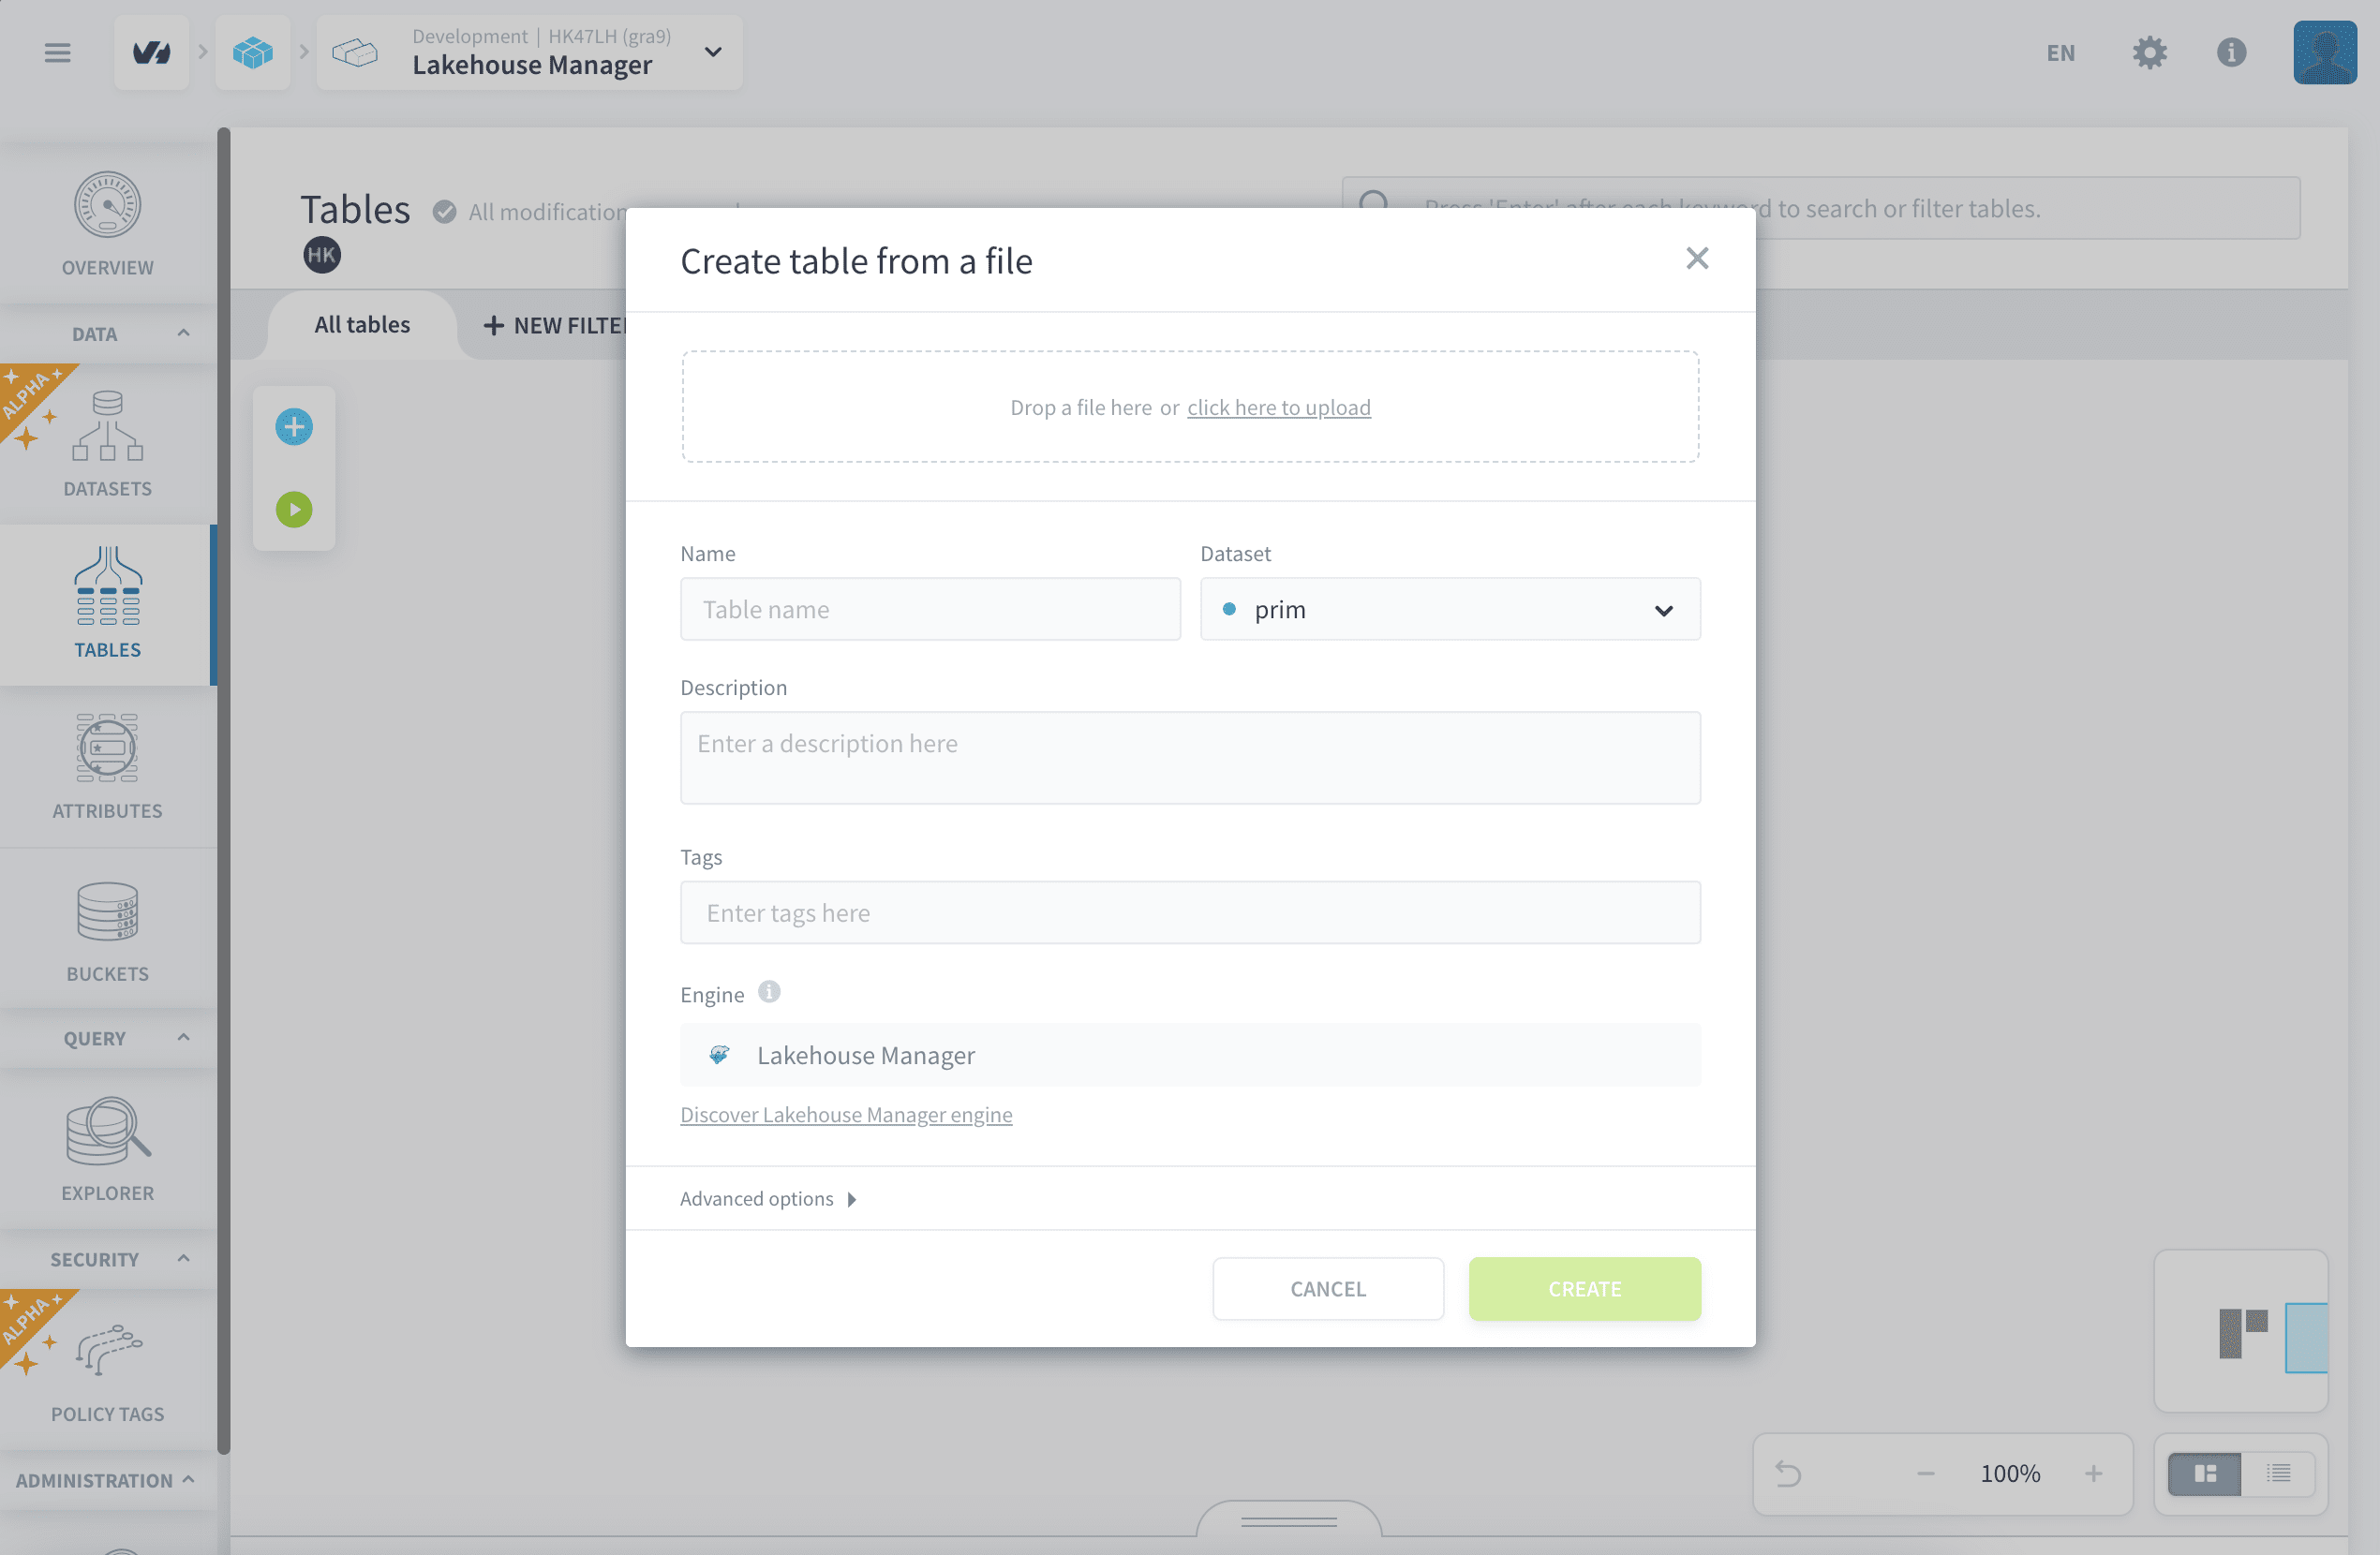 Development | HK47LH (gra9)
Lakehouse Manager
EN
OVERVIEW
DATA
ALPHA
DATASETS
TABLES
ATTRIBUTES
BUCKETS
QUERY
EXPLORER
SECURITY
ALPHA
POLICY TAGS
ADMINISTRATION
Tables
All modification
HK
Press 'Enter' after each keyword to search or filter tables.
All tables
NEW FILTE
Create table from a file
Drop a file here or click here to upload
Name
Table name
Dataset
prim
Description
Enter a description here
Tags
Enter tags here
Engine
Lakehouse Manager
Discover Lakehouse Manager engine
Advanced options
CANCEL
CREATE
100%